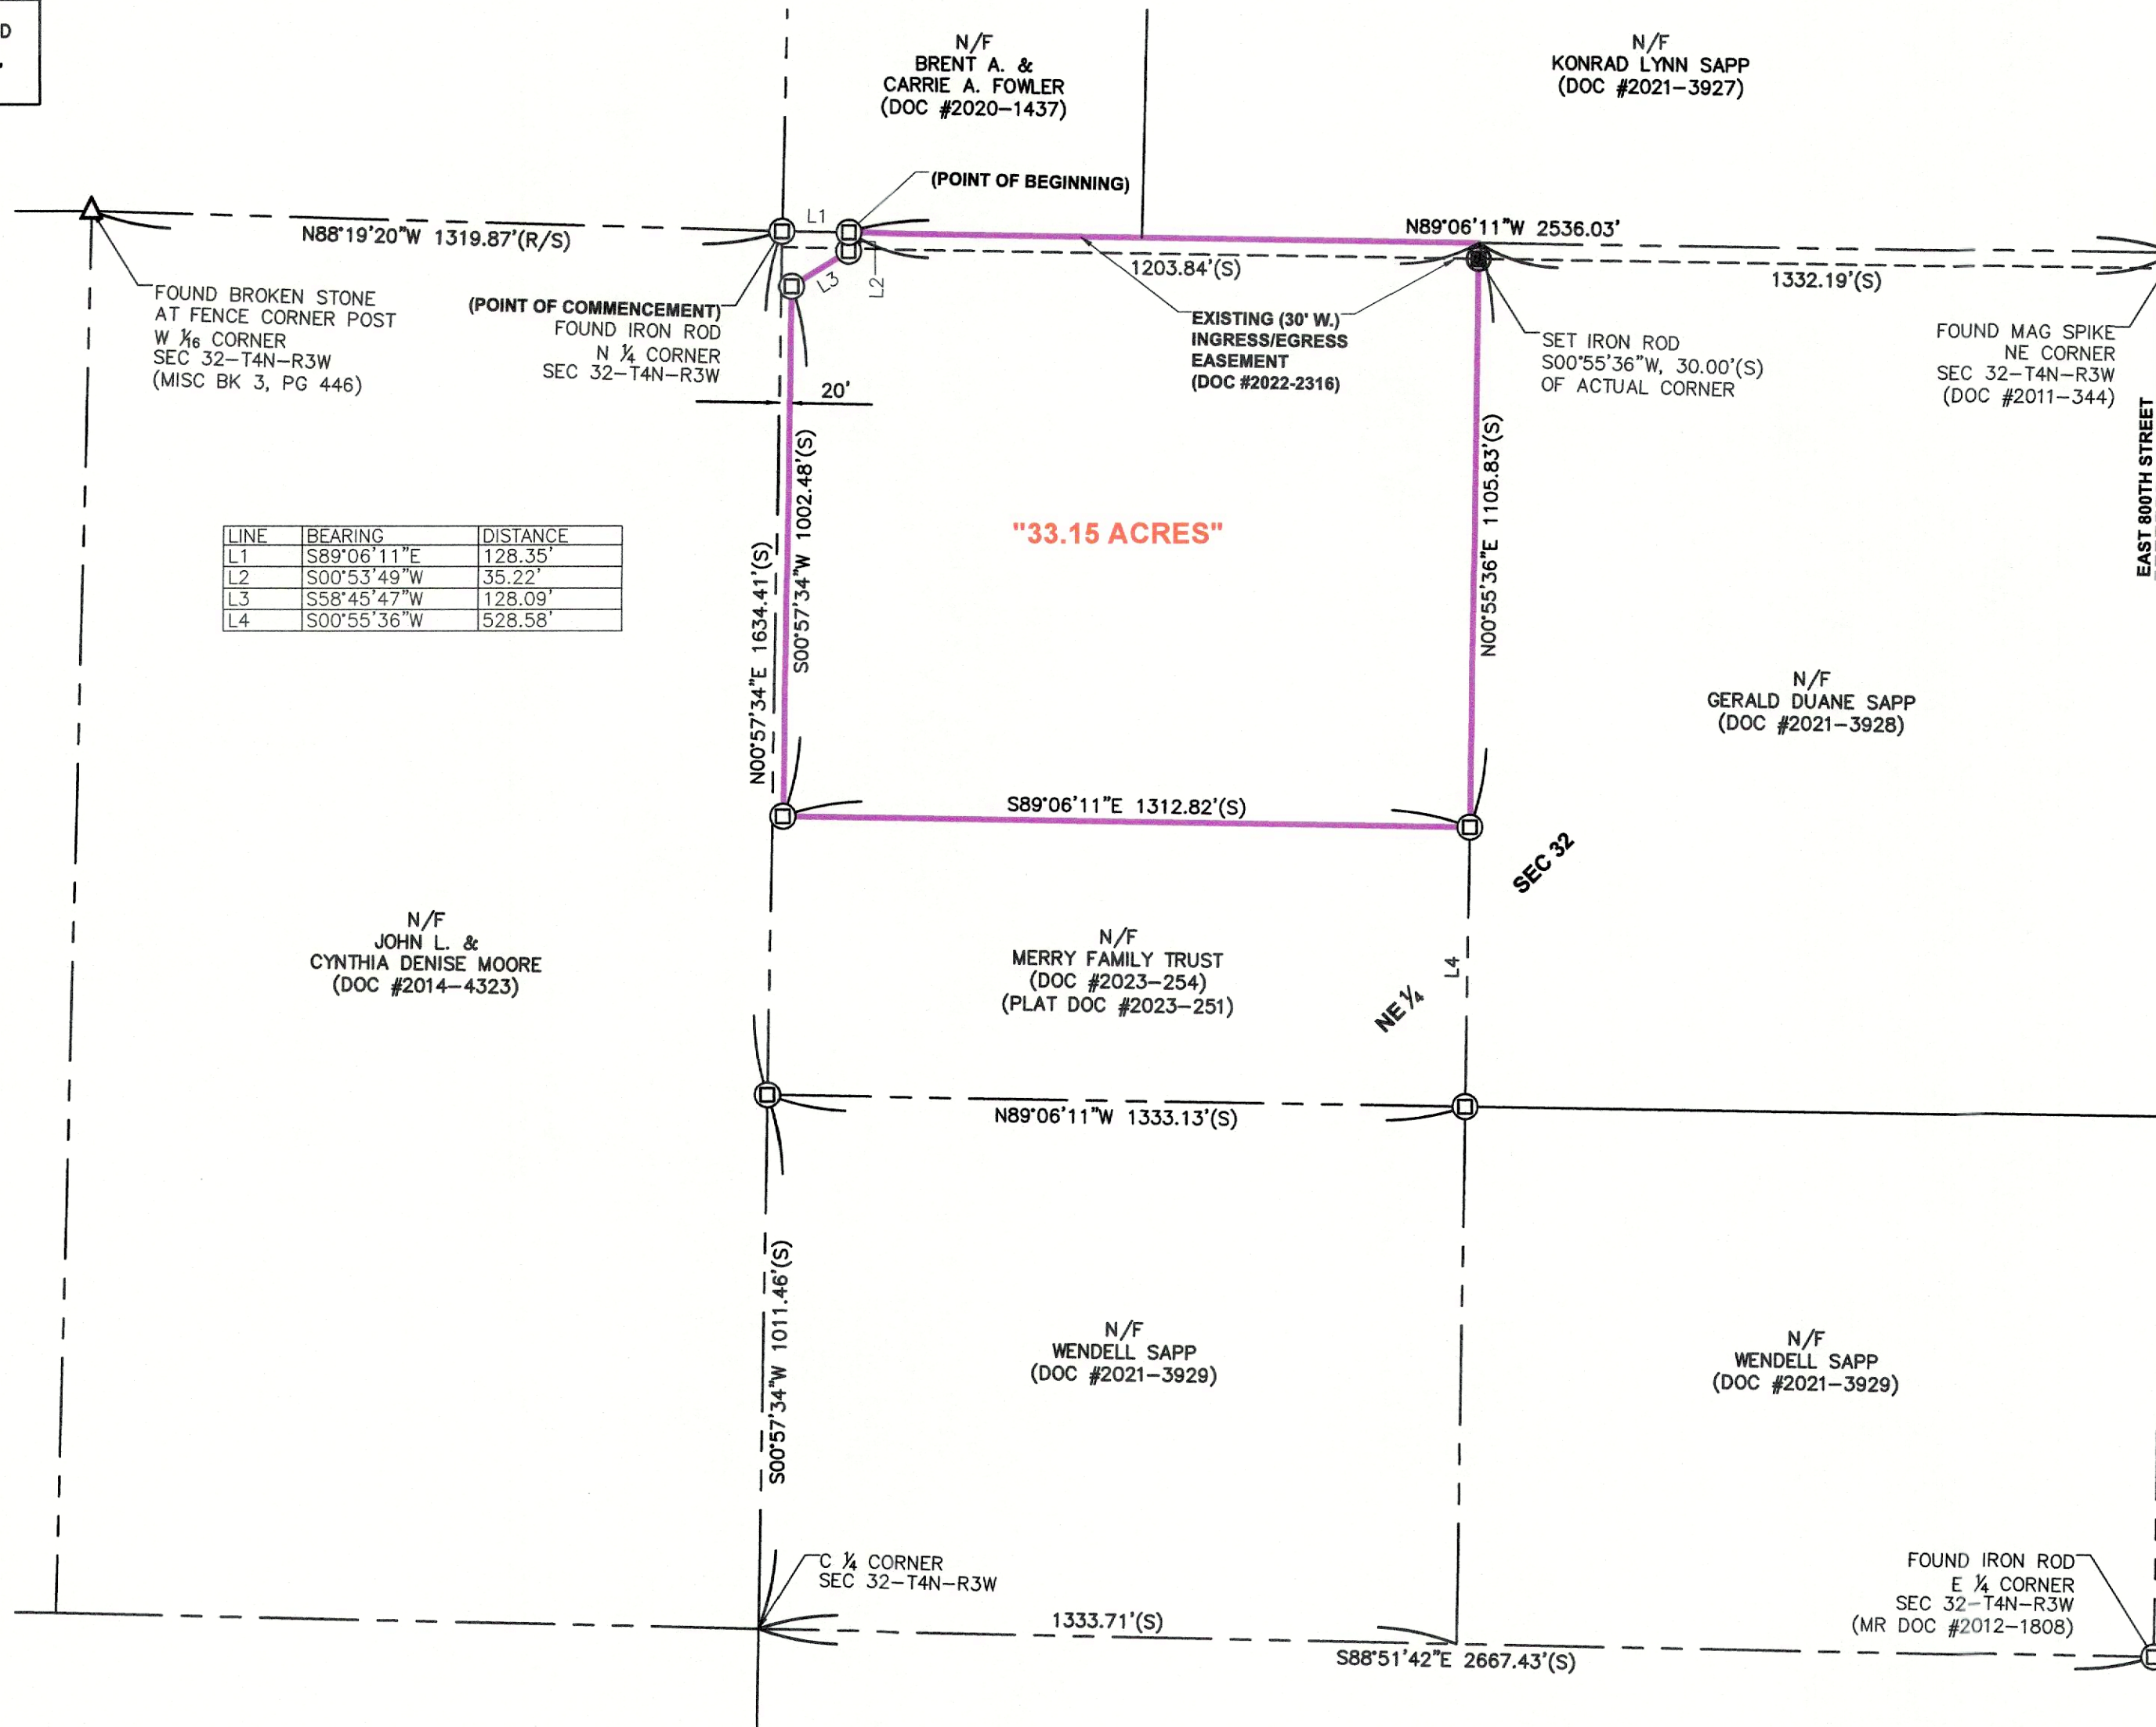 D
N/F
BRENT A. &
CARRIE A. FOWLER
(DOC #2020-1437)
N/F
KONRAD LYNN SAPP
(DOC #2021-3927)
(POINT OF BEGINNING)
L1
N88°19'20"W 1319.87'(R/S)
N89°06'11"W 2536.03'
1203.84'(S)
1332.19'(S)
L3
L2
FOUND BROKEN STONE
AT FENCE CORNER POST
W 1/16 CORNER
SEC 32-T4N-R3W
(MISC BK 3, PG 446)
(POINT OF COMMENCEMENT)
FOUND IRON ROD
N 1/4 CORNER
SEC 32-T4N-R3W
EXISTING (30' W.)
INGRESS/EGRESS
EASEMENT
(DOC #2022-2316)
SET IRON ROD
S00°55'36"W, 30.00'(S)
OF ACTUAL CORNER
FOUND MAG SPIKE
NE CORNER
SEC 32-T4N-R3W
(DOC #2011-344)
EAST 800TH STREET
20'
S00°57'34"W 1002.48'(S)
N00°57'34"E 1634.41'(S)
N00°55'36"E 1105.83'(S)
"33.15 ACRES"
LINE BEARING DISTANCE
L1 S89°06'11"E 128.35'
L2 S00°53'49"W 35.22'
L3 S58°45'47"W 128.09'
L4 S00°55'36"W 528.58'
N/F
GERALD DUANE SAPP
(DOC #2021-3928)
S89°06'11"E 1312.82'(S)
SEC 32
N/F
JOHN L. &
CYNTHIA DENISE MOORE
(DOC #2014-4323)
N/F
MERRY FAMILY TRUST
(DOC #2023-254)
(PLAT DOC #2023-251)
L4
NE 1/4
N89°06'11"W 1333.13'(S)
S00°57'34"W 1011.46'(S)
N/F
WENDELL SAPP
(DOC #2021-3929)
N/F
WENDELL SAPP
(DOC #2021-3929)
C 1/4 CORNER
SEC 32-T4N-R3W
FOUND IRON ROD
E 1/4 CORNER
SEC 32-T4N-R3W
(MR DOC #2012-1808)
1333.71'(S)
S88°51'42"E 2667.43'(S)